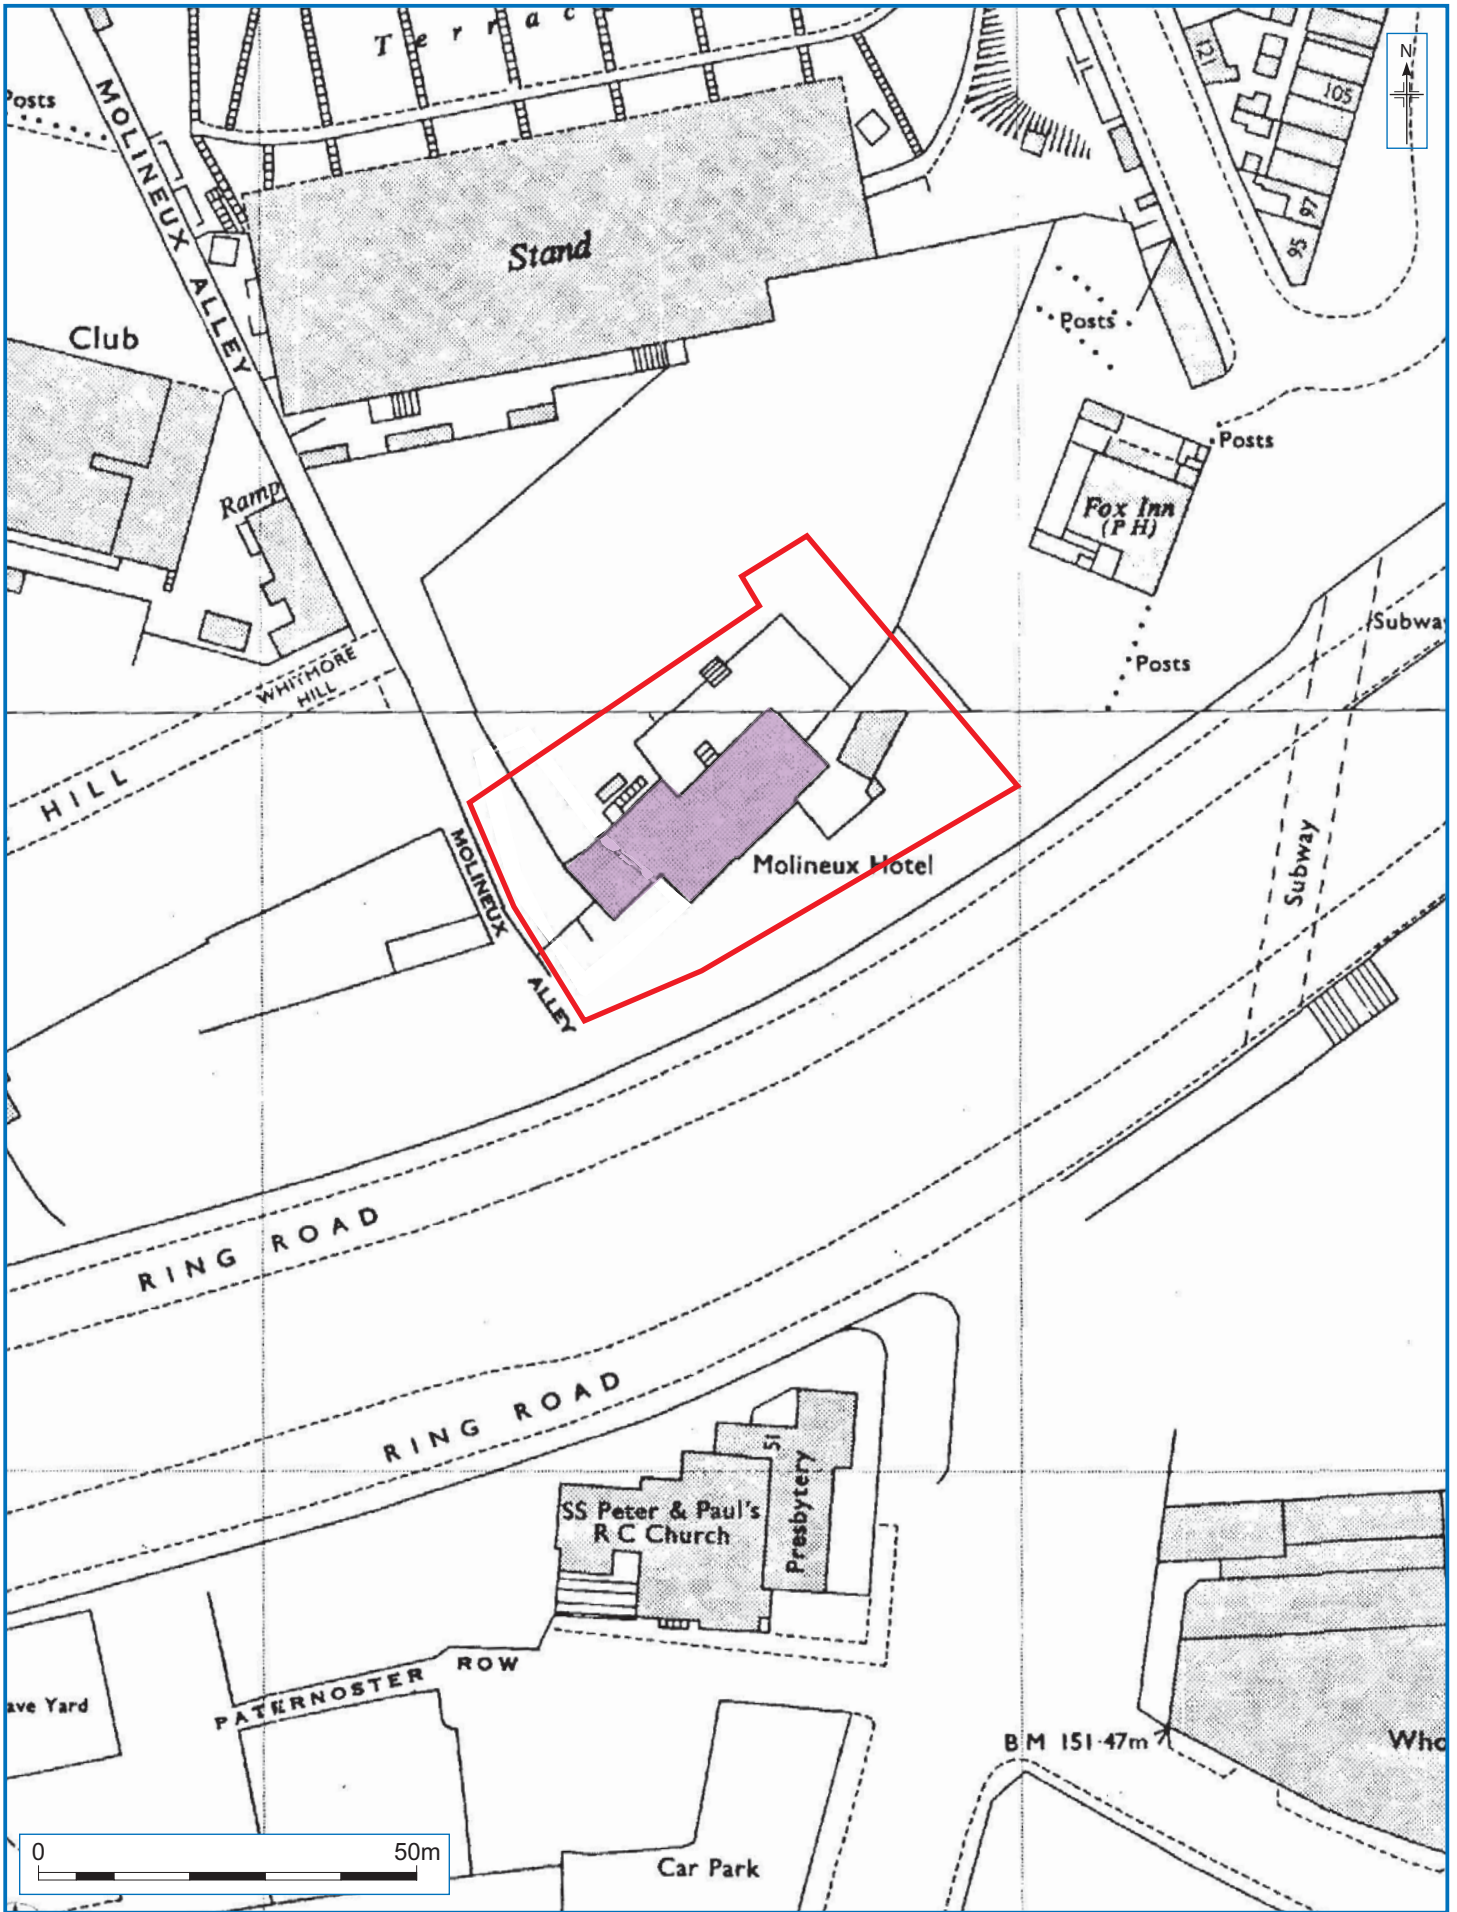 Terrac
Posts
MOLINEUX ALLEY
121
105
97
95
N
Stand
Club
Posts
Posts
Ramp
Fox Inn
(P H)
Subway
Posts
WHITMORE
HILL
HILL
MOLINEUX
ALLEY
Molineux Hotel
Subway
RING ROAD
RING ROAD
51
Presbytery
SS Peter & Paul's
R C Church
PATERNOSTER ROW
ave Yard
B M 151·47m
Who
0 50m
Car Park